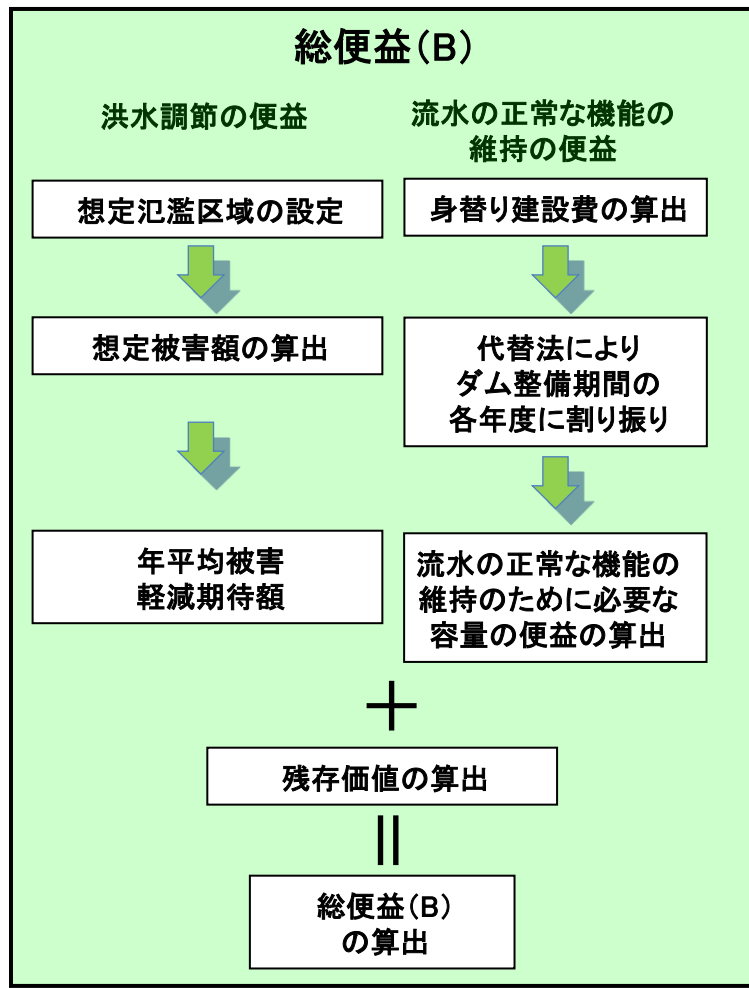 総便益(B)
洪水調節の便益
想定氾濫区域の設定
想定被害額の算出
年平均被害
軽減期待額
流水の正常な機能の
維持の便益
身替り建設費の算出
代替法により
ダム整備期間の
各年度に割り振り
流水の正常な機能の
維持のために必要な
容量の便益の算出
+
残存価値の算出
総便益(B)
の算出